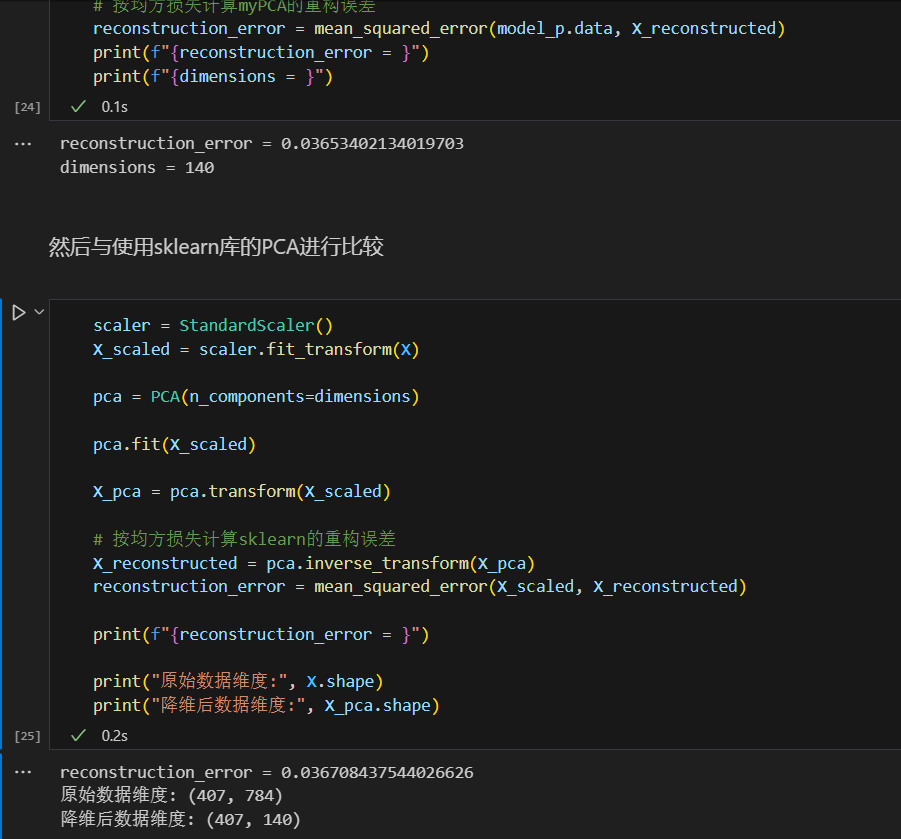 # 按均方损失计算myPCA的重构误差
reconstruction_error = mean_squared_error(model_p.data, X_reconstructed)
print(f"{reconstruction_error = }")
print(f"{dimensions = }")
[24] 0.1s
reconstruction_error = 0.03653402134019703
dimensions = 140
然后与使用sklearn库的PCA进行比较
scaler = StandardScaler()
X_scaled = scaler.fit_transform(X)
pca = PCA(n_components=dimensions)
pca.fit(X_scaled)
X_pca = pca.transform(X_scaled)
# 按均方损失计算sklearn的重构误差
X_reconstructed = pca.inverse_transform(X_pca)
reconstruction_error = mean_squared_error(X_scaled, X_reconstructed)
print(f"{reconstruction_error = }")
print("原始数据维度:", X.shape)
print("降维后数据维度:", X_pca.shape)
[25] 0.2s
reconstruction_error = 0.036708437544026626
原始数据维度: (407, 784)
降维后数据维度: (407, 140)